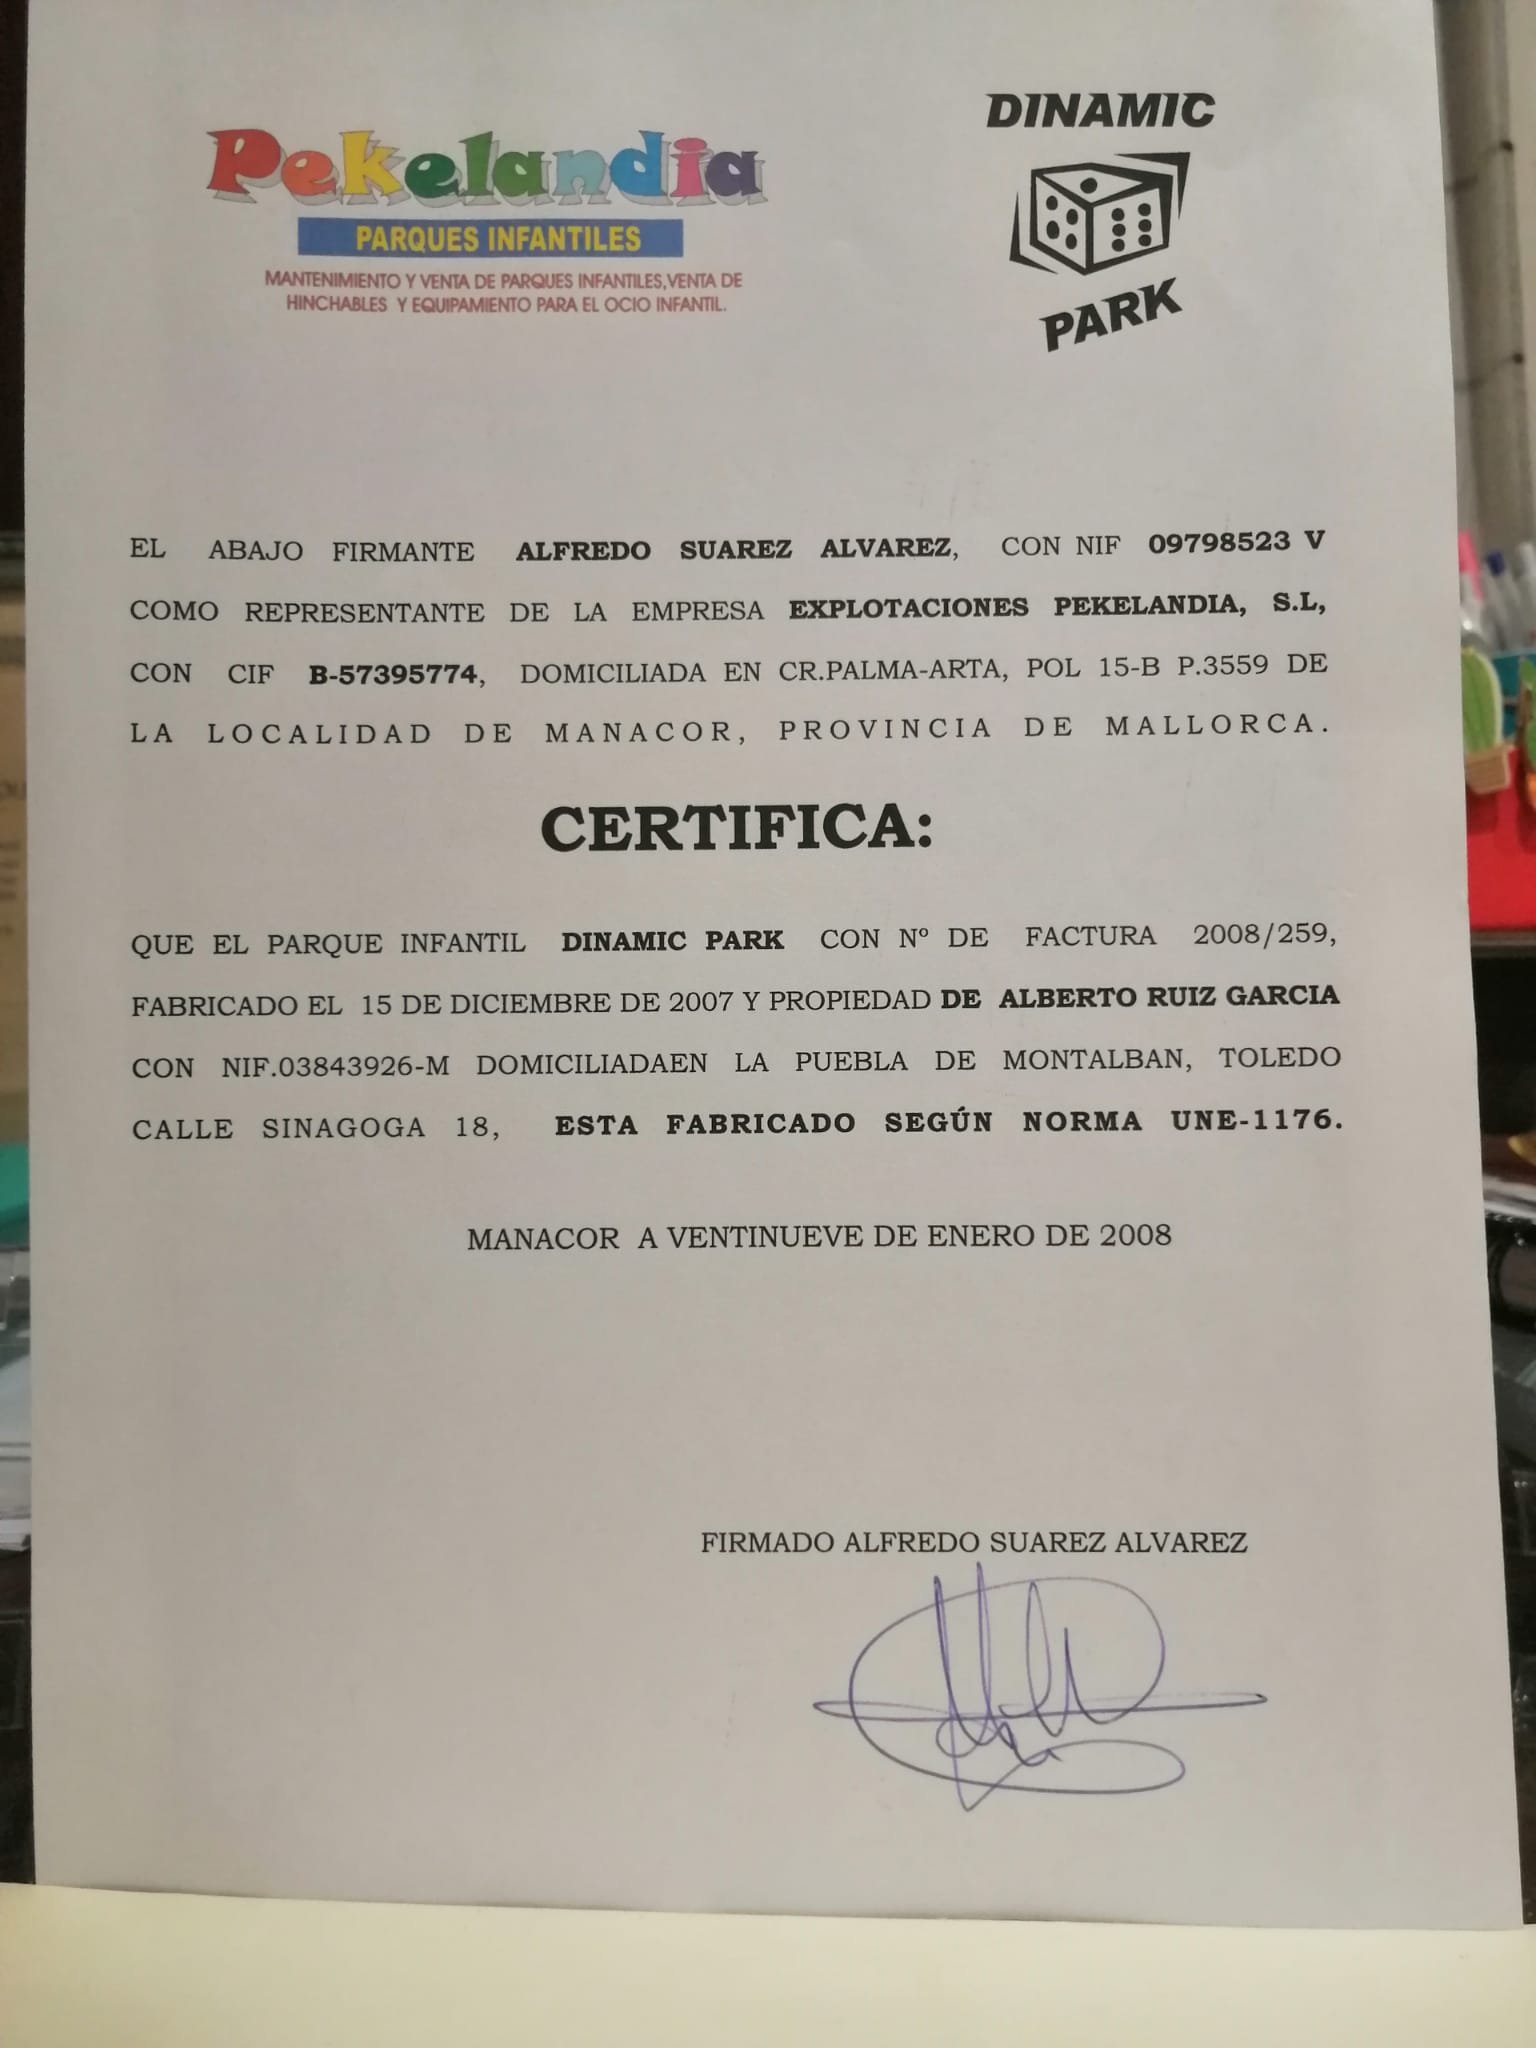 Pekelandia
PARQUES INFANTILES
MANTENIMIENTO Y VENTA DE PARQUES INFANTILES,VENTA DE
HINCHABLES Y EQUIPAMIENTO PARA EL OCIO INFANTIL.
DINAMIC
PARK
EL ABAJO FIRMANTE ALFREDO SUAREZ ALVAREZ, CON NIF 09798523 V
COMO REPRESENTANTE DE LA EMPRESA EXPLOTACIONES PEKELANDIA, S.L,
CON CIF B-57395774, DOMICILIADA EN CR.PALMA-ARTA, POL 15-B P.3559 DE
LA LOCALIDAD DE MANACOR, PROVINCIA DE MALLORCA.
CERTIFICA:
QUE EL PARQUE INFANTIL DINAMIC PARK CON Nº DE FACTURA 2008/259,
FABRICADO EL 15 DE DICIEMBRE DE 2007 Y PROPIEDAD DE ALBERTO RUIZ GARCIA
CON NIF.03843926-M DOMICILIADAEN LA PUEBLA DE MONTALBAN, TOLEDO
CALLE SINAGOGA 18, ESTA FABRICADO SEGÚN NORMA UNE-1176.
MANACOR A VENTINUEVE DE ENERO DE 2008
FIRMADO ALFREDO SUAREZ ALVAREZ